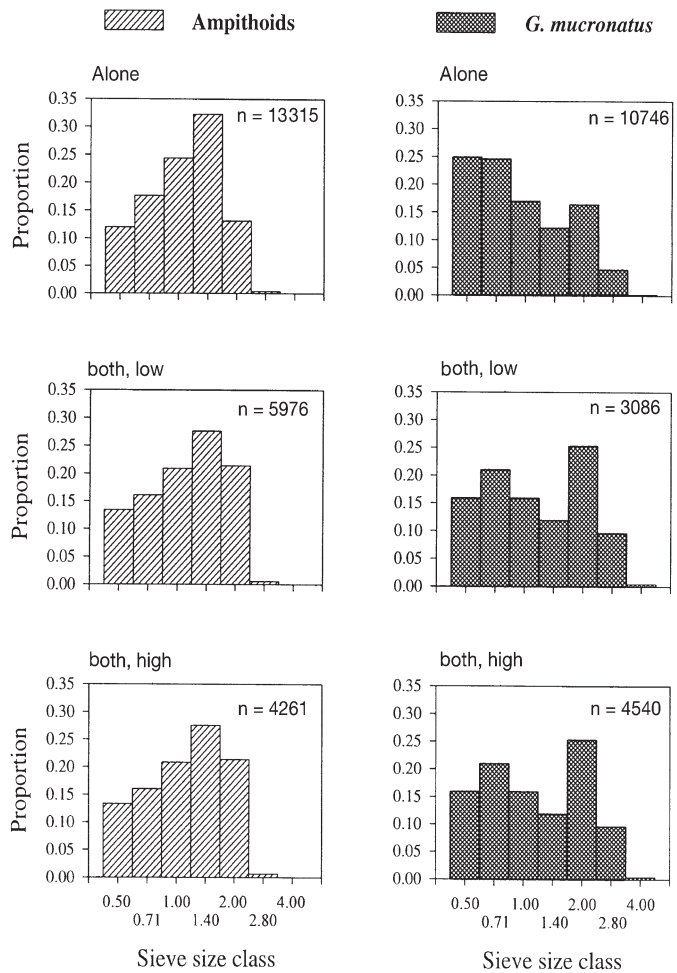 Ampithoids
G. mucronatus
Alone
n = 13315
0.35
0.30
0.25
0.20
0.15
0.10
0.05
0.00
Proportion
Alone
n = 10746
0.35
0.30
0.25
0.20
0.15
0.10
0.05
0.00
both, low
n = 5976
0.35
0.30
0.25
0.20
0.15
0.10
0.05
0.00
Proportion
both, low
n = 3086
0.35
0.30
0.25
0.20
0.15
0.10
0.05
0.00
both, high
n = 4261
0.35
0.30
0.25
0.20
0.15
0.10
0.05
0.00
Proportion
0.50 1.00 2.00 4.00
0.71 1.40 2.80
Sieve size class
both, high
n = 4540
0.35
0.30
0.25
0.20
0.15
0.10
0.05
0.00
0.50 1.00 2.00 4.00
0.71 1.40 2.80
Sieve size class